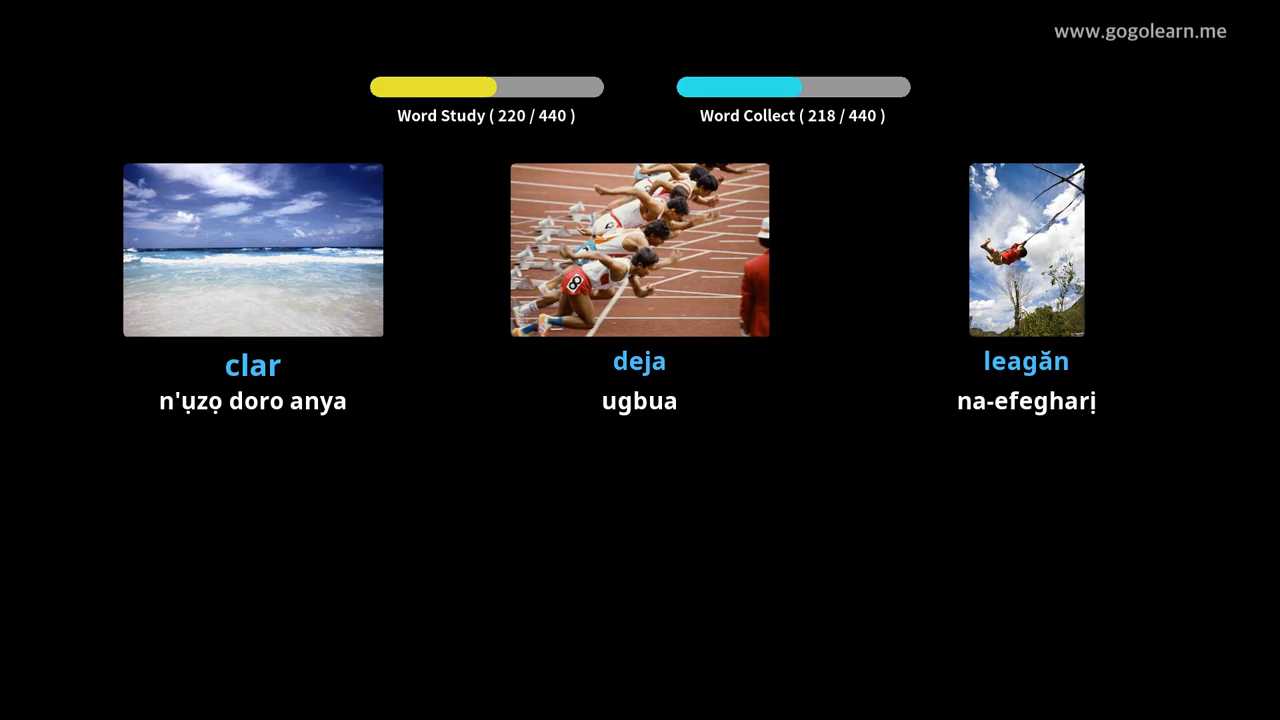 www.gogolearn.me
Word Study ( 220 / 440 )
Word Collect ( 218 / 440 )
clar
deja
leagăn
n'ụzọ doro anya
ugbua
na-efegharị
8